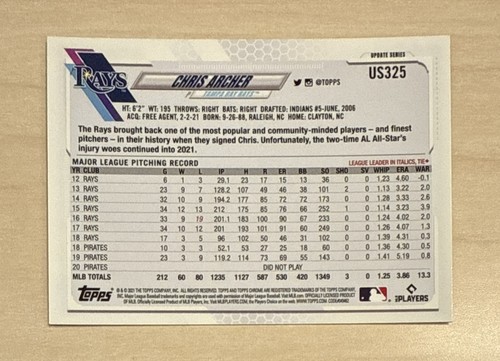 UPDATE SERIES
RAYS
CHRIS ARCHER
@TOPPS
US325
TAMPA BAY RAYS™
HT: 6'2" WT: 195 THROWS: RIGHT BATS: RIGHT DRAFTED: INDIANS #5-JUNE, 2006
ACQ: FREE AGENT, 2-2-21 BORN: 9-26-88, RALEIGH, NC HOME: CLAYTON, NC
The Rays brought back one of the most popular and community-minded players – and finest
pitchers – in their history when they signed Chris. Unfortunately, the two-time AL All-Star's
injury woes continued into 2021.
MAJOR LEAGUE PITCHING RECORD LEAGUE LEADER IN ITALICS, TIE♦
YR CLUB G W L IP H R ER BB SO SHO SV WHIP ERA WAR
12 RAYS 6 1 3 29.1 23 17 15 13 36 0 0 1.23 4.60 -0.1
13 RAYS 23 9 7 128.2 107 49 46 38 101 2 0 1.13 3.22 2.0
14 RAYS 32 10 9 194.2 177 85 72 72 173 0 0 1.28 3.33 2.6
15 RAYS 34 12 13 212 175 85 76 66 252 1 0 1.14 3.23 3.9
16 RAYS 33 9 19 201.1 183 100 90 67 233 0 0 1.24 4.02 2.0
17 RAYS 34 10 12 201 193 101 91 60 249 0 0 1.26 4.07 1.3
18 RAYS 17 3 5 96 102 50 46 31 102 0 0 1.39 4.31 0.3
18 PIRATES 10 3 3 52.1 53 27 25 18 60 0 0 1.36 4.30 0.5
19 PIRATES 23 3 9 119.2 114 73 69 55 143 0 0 1.41 5.19 0.8
20 PIRATES DID NOT PLAY
MLB TOTALS 212 60 80 1235 1127 587 530 420 1349 3 0 1.25 3.86 13.3
Topps
MLB PLAYERS